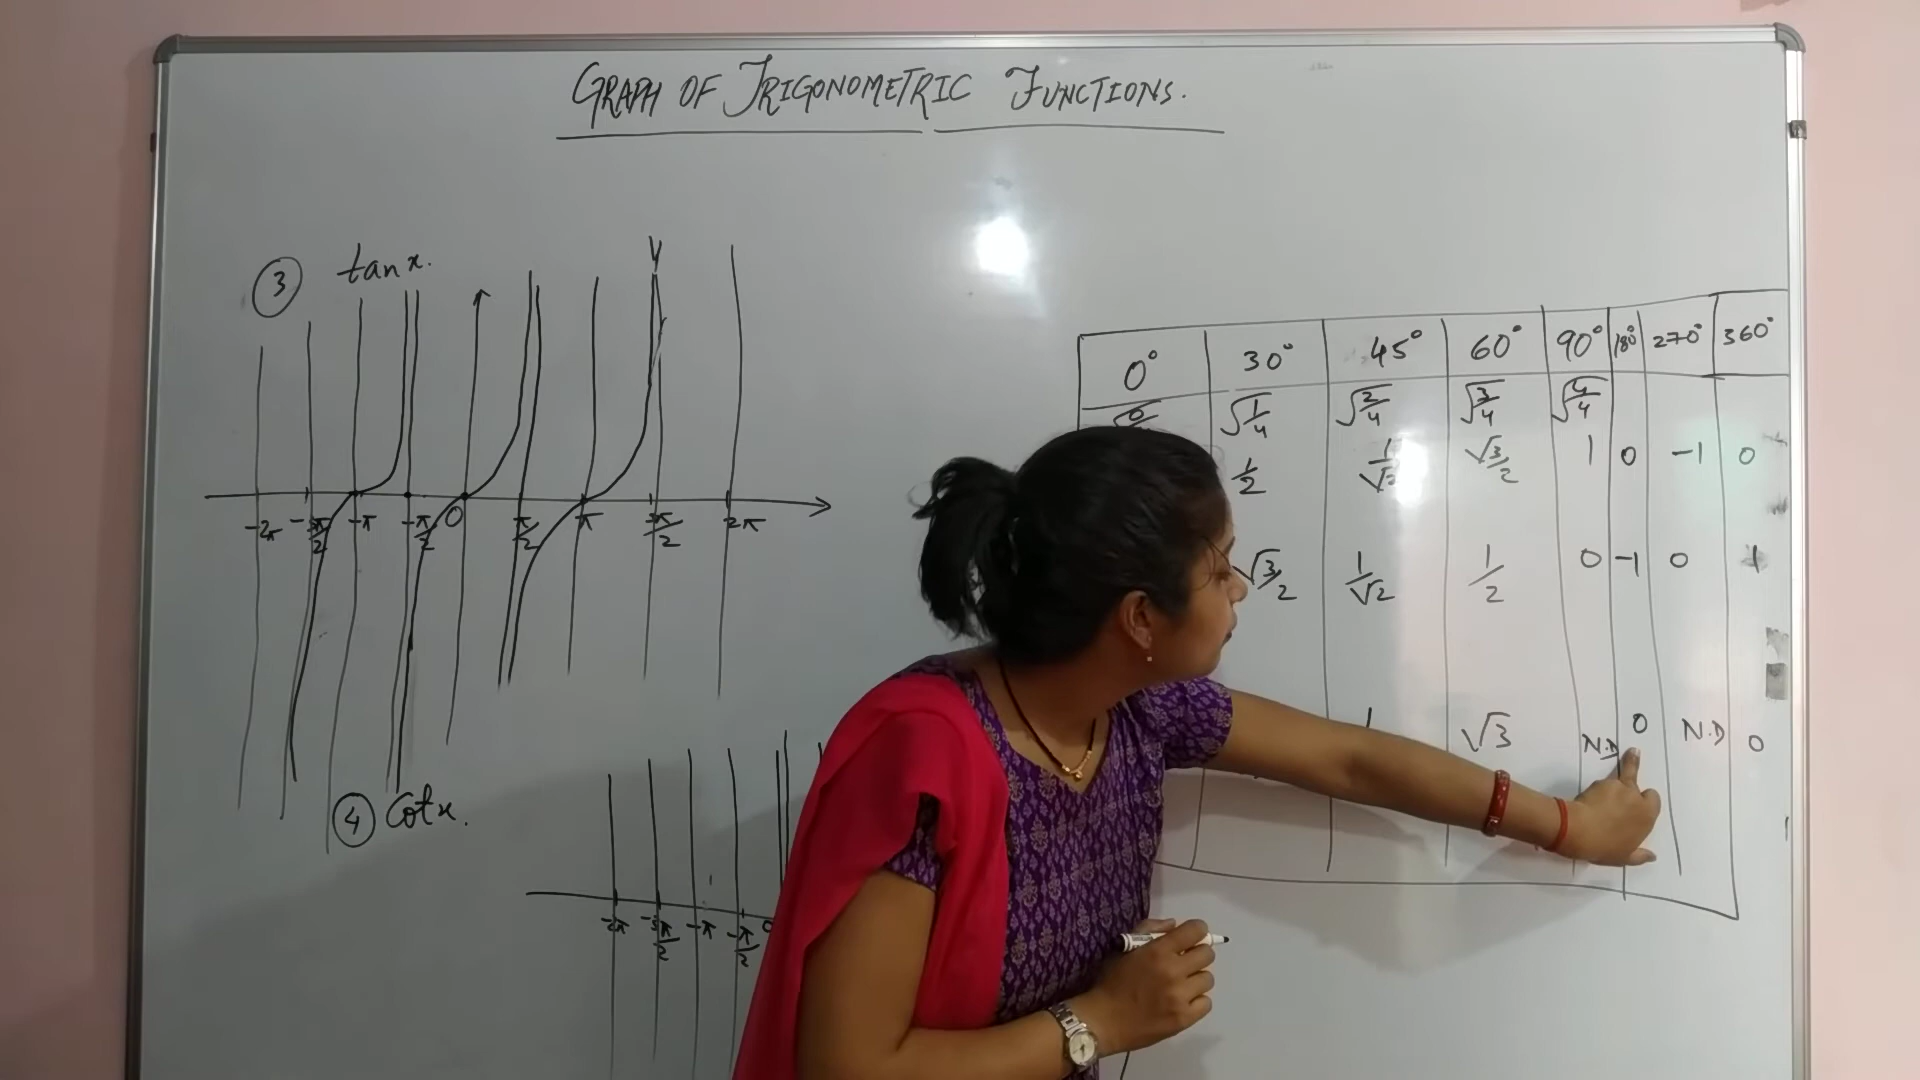 GRAPH OF TRIGONOMETRIC FUNCTIONS.
③ tan x.
-2π -3π/2 -π -π/2 0 π/2 π 3π/2 2π
④ Cot x.
-2π -3π/2 -π -π/2 0
0° 30° 45° 60° 90° 180° 270° 360°
√1/4 √2/4 √3/4 √4/4
1/2 1/√2 √3/2 1 0 -1 0
√3/2 1/√2 1/2 0 -1 0 1
1 √3 N.D 0 N.D 0